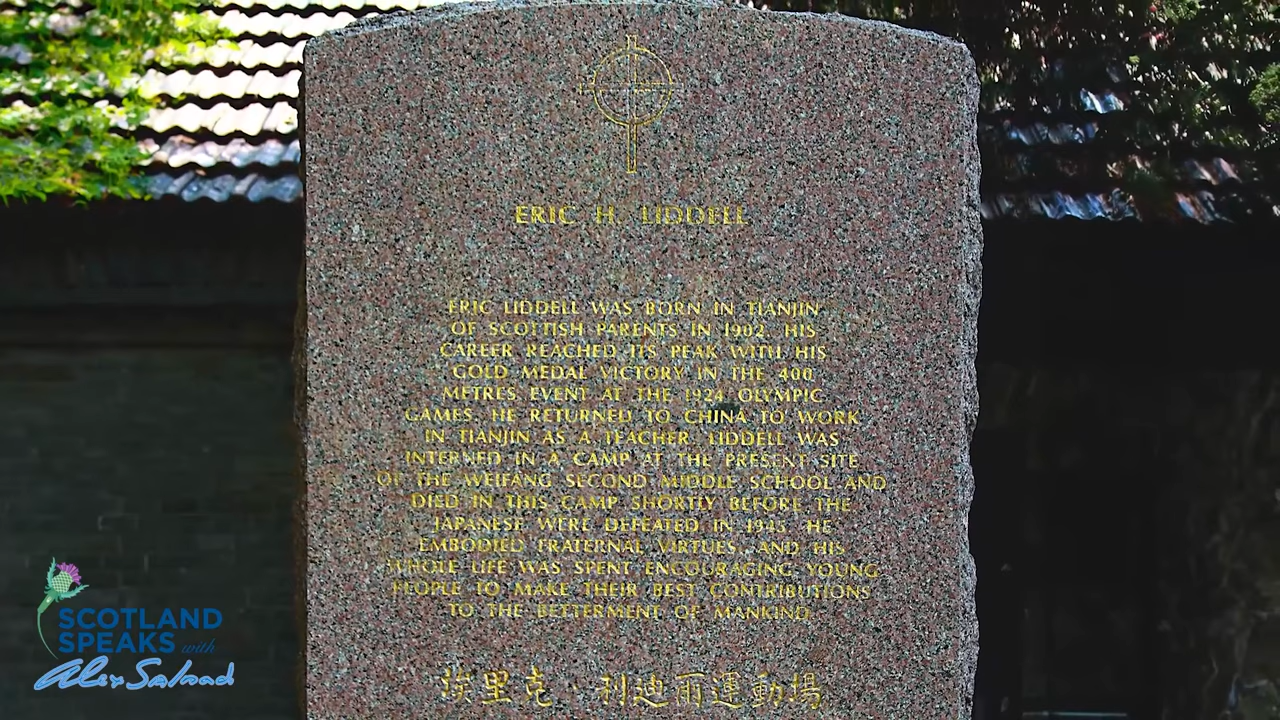 ERIC H. LIDDELL
ERIC LIDDELL WAS BORN IN TIANJIN
OF SCOTTISH PARENTS IN 1902. HIS
CAREER REACHED ITS PEAK WITH HIS
GOLD MEDAL VICTORY IN THE 400
METRES EVENT AT THE 1924 OLYMPIC
GAMES. HE RETURNED TO CHINA TO WORK
IN TIANJIN AS A TEACHER. LIDDELL WAS
INTERNED IN A CAMP AT THE PRESENT SITE
OF THE WEIFANG SECOND MIDDLE SCHOOL AND
DIED IN THIS CAMP SHORTLY BEFORE THE
JAPANESE WERE DEFEATED IN 1945. HE
EMBODIED FRATERNAL VIRTUES, AND HIS
WHOLE LIFE WAS SPENT ENCOURAGING YOUNG
PEOPLE TO MAKE THEIR BEST CONTRIBUTIONS
TO THE BETTERMENT OF MANKIND.
埃里克·利迪爾運動場
SCOTLAND
SPEAKS with
Alex Salmond